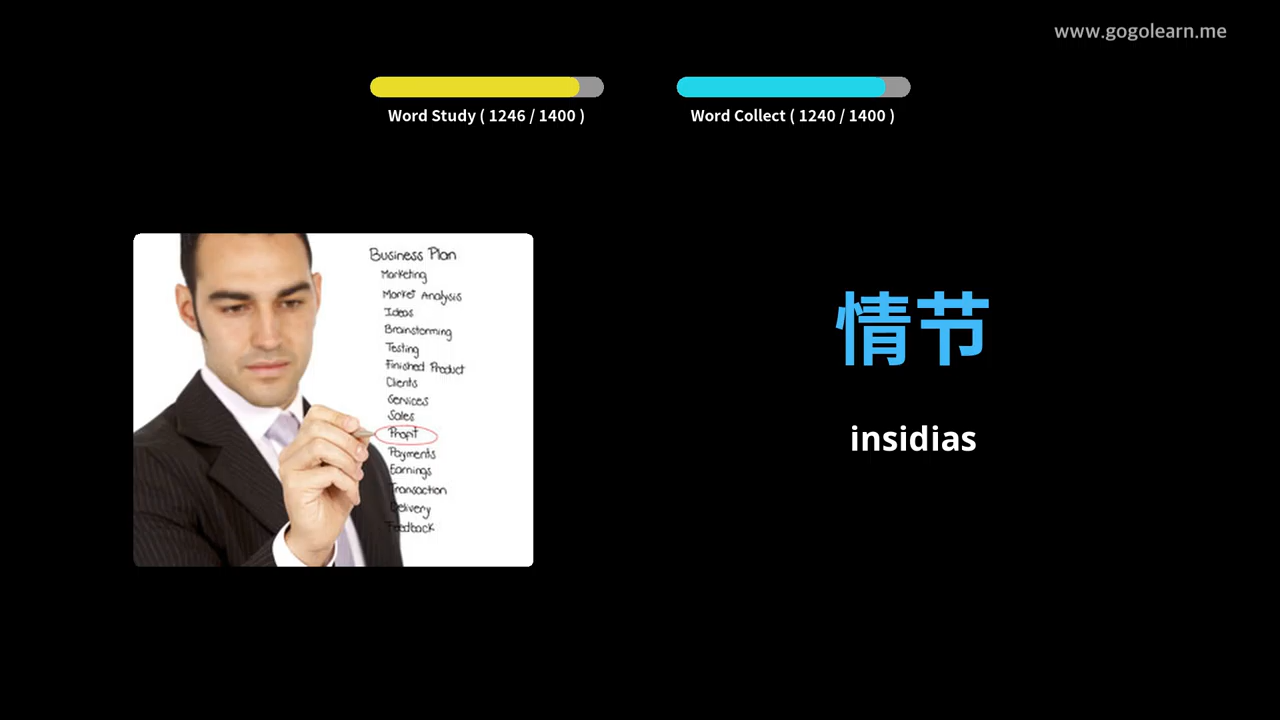 www.gogolearn.me
Word Study ( 1246 / 1400 )
Word Collect ( 1240 / 1400 )
Business Plan
Marketing
Market Analysis
Ideas
Brainstorming
Testing
Finished Product
Clients
Services
Sales
Profit
Payments
Earnings
Transaction
Delivery
Feedback
情节
insidias